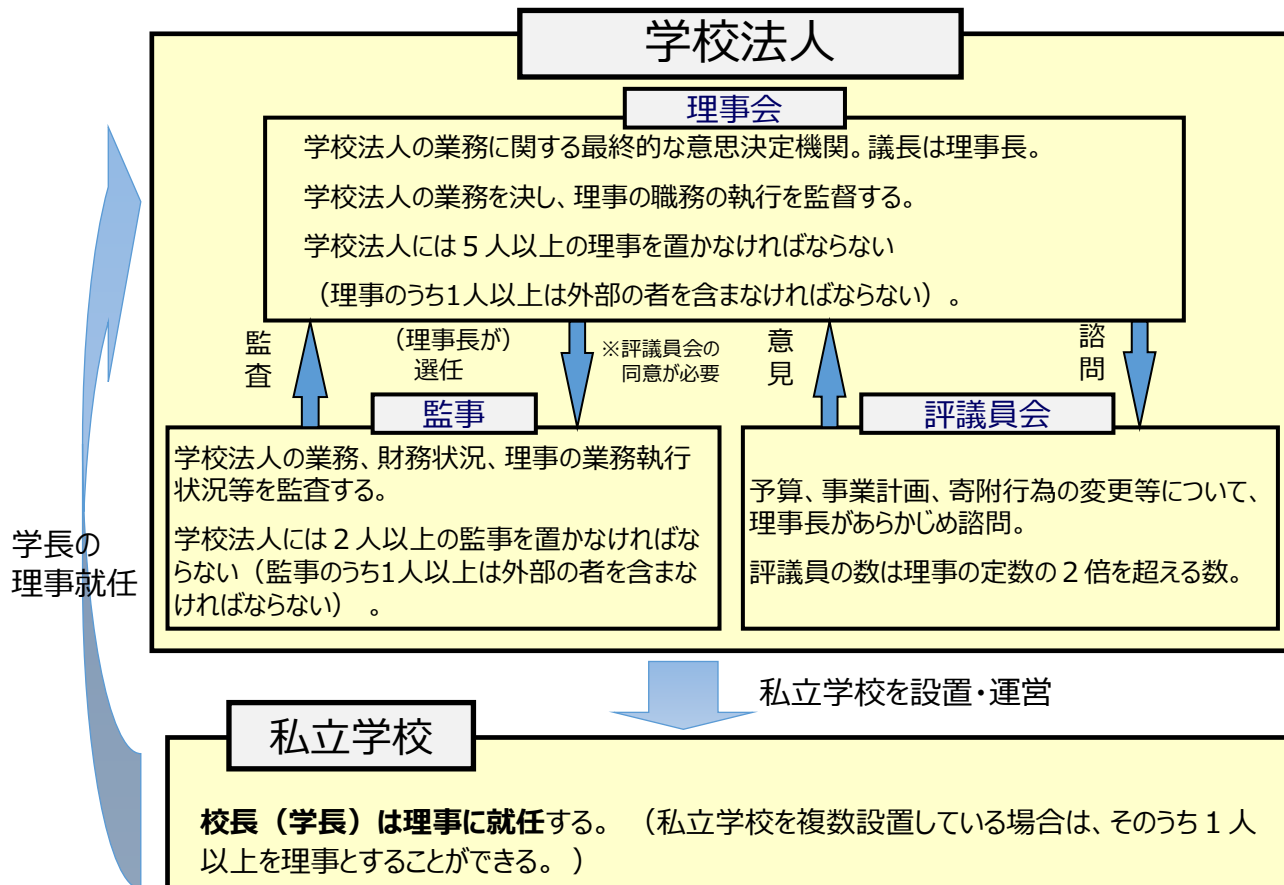 学校法人
理事会
学校法人の業務に関する最終的な意思決定機関。議長は理事長。
学校法人の業務を決し、理事の職務の執行を監督する。
学校法人には５人以上の理事を置かなければならない
（理事のうち1人以上は外部の者を含まなければならない）。
監査
（理事長が）
選任
※評議員会の
同意が必要
意見
諮問
監事
学校法人の業務、財務状況、理事の業務執行
状況等を監査する。
学校法人には２人以上の監事を置かなければな
らない（監事のうち1人以上は外部の者を含まな
ければならない） 。
評議員会
予算、事業計画、寄附行為の変更等について、
理事長があらかじめ諮問。
評議員の数は理事の定数の２倍を超える数。
学長の
理事就任
私立学校を設置・運営
私立学校
校長（学長）は理事に就任する。 （私立学校を複数設置している場合は、そのうち１人
以上を理事とすることができる。）